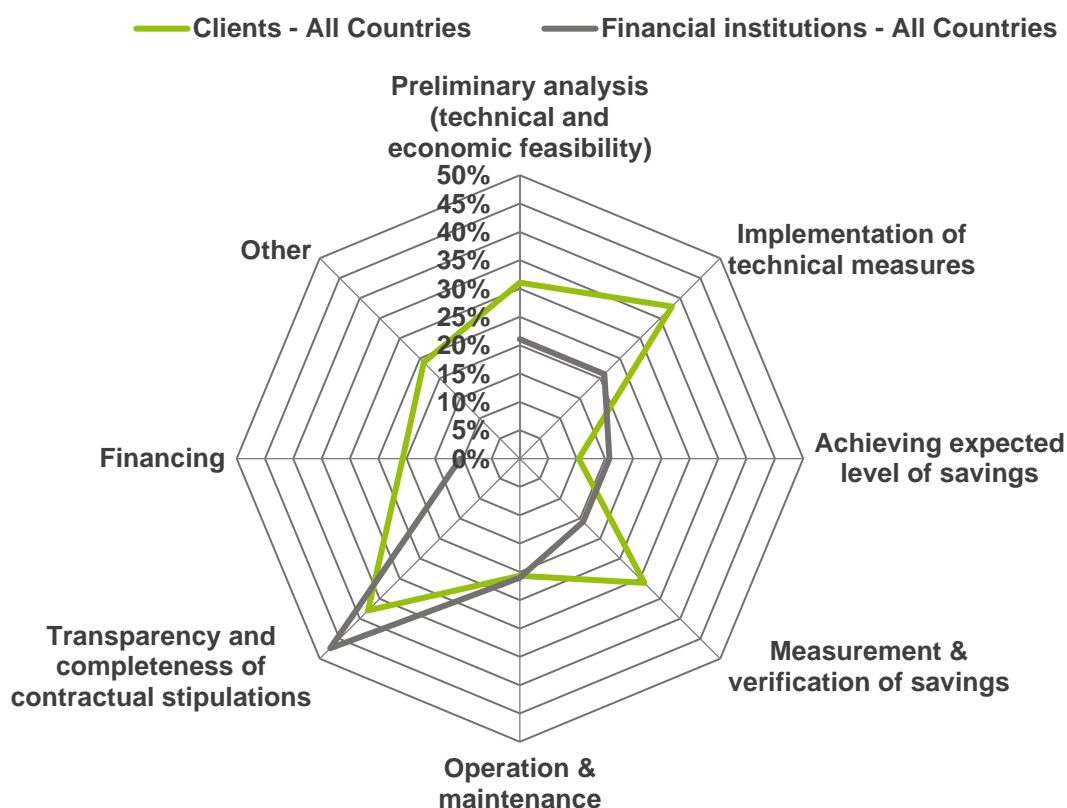 Clients - All Countries
Financial institutions - All Countries
Preliminary analysis
(technical and
economic feasibility)
50%
45%
40%
35%
30%
25%
20%
15%
10%
5%
0%
Implementation of
technical measures
Achieving expected
level of savings
Measurement &
verification of savings
Operation &
maintenance
Transparency and
completeness of
contractual stipulations
Financing
Other